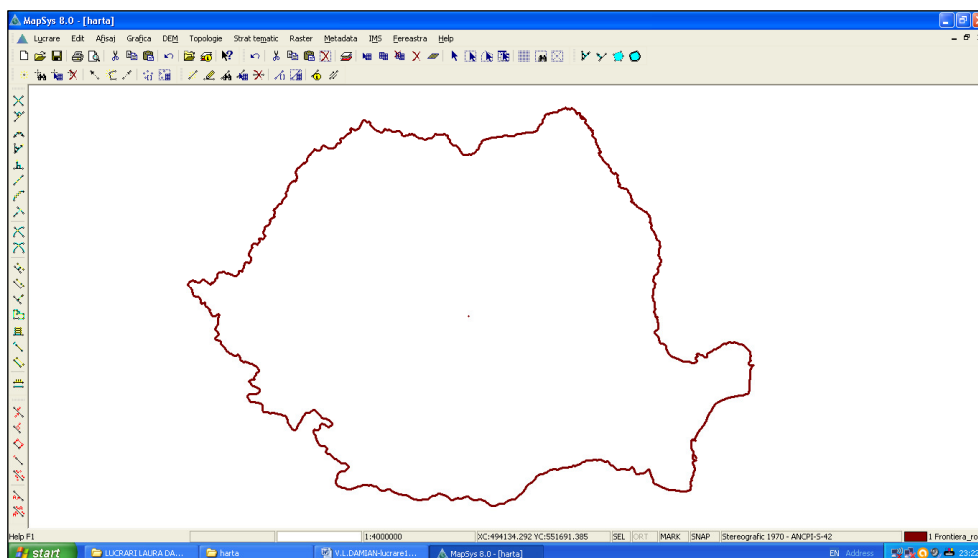 MapSys 8.0 - [harta]
Lucrare Edit Afisaj Grafica DEM Topologie Strat tematic Raster Metadata IMS Fereastra Help
Help F1 1:4000000 XC:494134.292 YC:551691.385 SEL ORT MARK SNAP Stereografic 1970 - ANCPI-S-42 1 Frontiera_
start LUCRARI LAURA DA... harta V.L.DAMIAN-lucrare1... MapSys 8.0 - [harta] EN Address